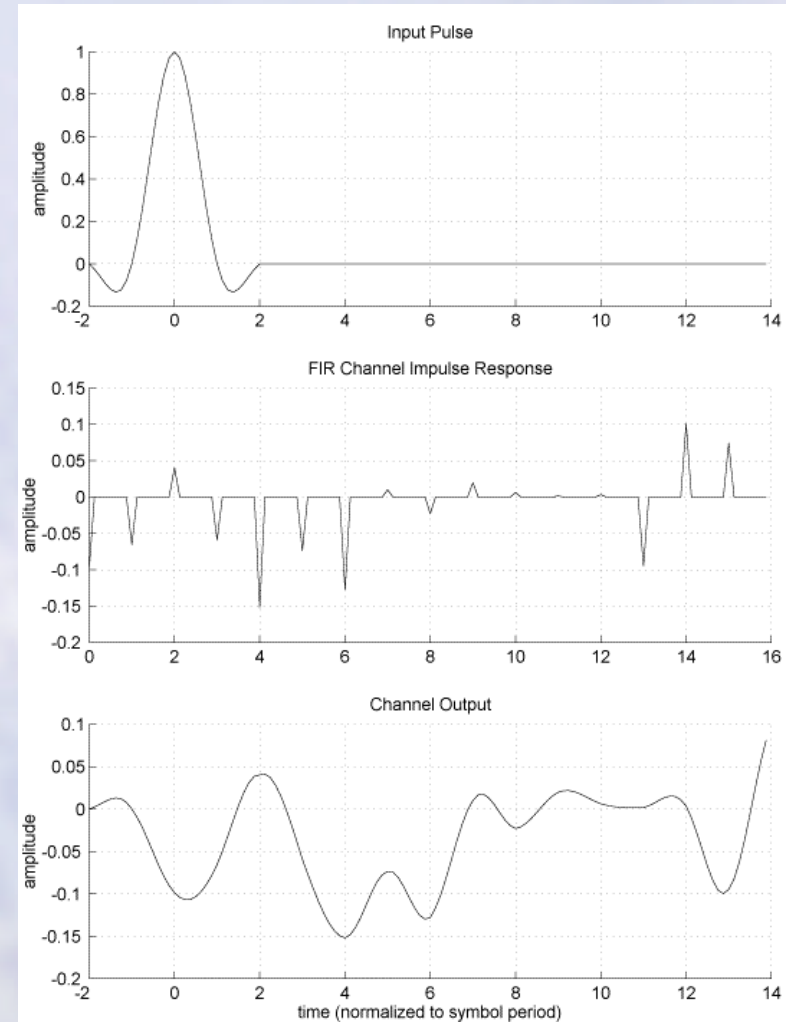 Input Pulse
1
0.8
0.6
0.4
0.2
0
-0.2
amplitude
-2 0 2 4 6 8 10 12 14
FIR Channel Impulse Response
0.15
0.1
0.05
0
-0.05
-0.1
-0.15
-0.2
amplitude
0 2 4 6 8 10 12 14 16
Channel Output
0.1
0.05
0
-0.05
-0.1
-0.15
-0.2
amplitude
-2 0 2 4 6 8 10 12 14
time (normalized to symbol period)